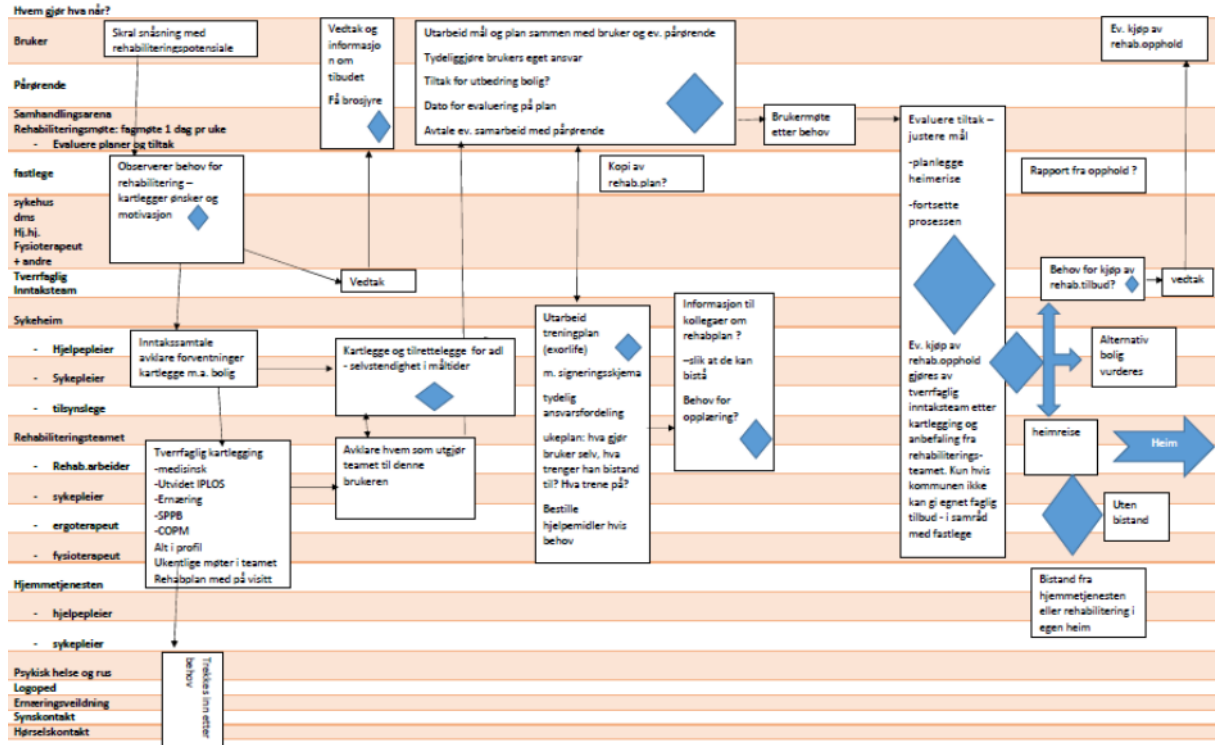 Hvem gjør hva når?
Bruker
Pårørende
Samhandlingsarena
Rehabiliteringsmøte: fagmøte 1 dag pr uke
- Evaluere planer og tiltak
fastlege
sykehus
dms
Hj.hj.
Fysioterapeut
+ andre
Tverrfaglig
Inntaksteam
Sykeheim
- Hjelpepleier
- Sykepleier
- tilsynslege
Rehabiliteringsteamet
- Rehab.arbeider
- sykepleier
- ergoterapeut
- fysioterapeut
Hjemmetjenesten
- hjelpepleier
- sykepleier
Psykisk helse og rus
Logoped
Ernæringsveildning
Synskontakt
Hørselskontakt
Skral snåsning med
rehabiliteringspotensiale
Observerer behov for
rehabilitering –
kartlegger ønsker og
motivasjon
Inntakssamtale
avklare forventninger
kartlegge m.a. bolig
Tverrfaglig kartlegging
-medisinsk
-Utvidet IPLOS
-Ernæring
-SPPB
-COPM
Alt i profil
Ukentlige møter i teamet
Rehabplan med på visitt
Trekkes inn etter
behov
Vedtak og
informasjo
n om
tibudet
Få brosjyre
Vedtak
Kartlegge og tilrettelegge for adl
- selvstendighet i måltider
Avklare hvem som utgjør
teamet til denne
brukeren
Utarbeid mål og plan sammen med bruker og ev. pårørende
Tydeliggjøre brukers eget ansvar
Tiltak for utbedring bolig?
Dato for evaluering på plan
Avtale ev. samarbeid med pårørende
Kopi av
rehab.plan?
Utarbeid
treningplan
(exorlife)
m. signeringsskjema
tydelig
ansvarsfordeling
ukeplan: hva gjør
bruker selv, hva
trenger han bistand
til? Hva trene på?
Bestille
hjelpemidler hvis
behov
Informasjon til
kollegaer om
rehabplan ?
–slik at de kan
bistå
Behov for
opplæring?
Brukermøte
etter behov
Evaluere tiltak –
justere mål
-planlegge
heimerise
-fortsette
prosessen
Ev. kjøp av
rehab.opphold
gjøres av
tverrfaglig
inntaksteam etter
kartlegging og
anbefaling fra
rehabiliterings-
teamet. Kun hvis
kommunen ikke
kan gi egnet faglig
tilbud - i samråd
med fastlege
Ev. kjøp av
rehab.opphold
Rapport fra opphold ?
Behov for kjøp av
rehab.tilbud?
vedtak
Alternativ
bolig
vurderes
heimreise
Heim
Uten
bistand
Bistand fra
hjemmetjenesten
eller rehabilitering i
egen heim